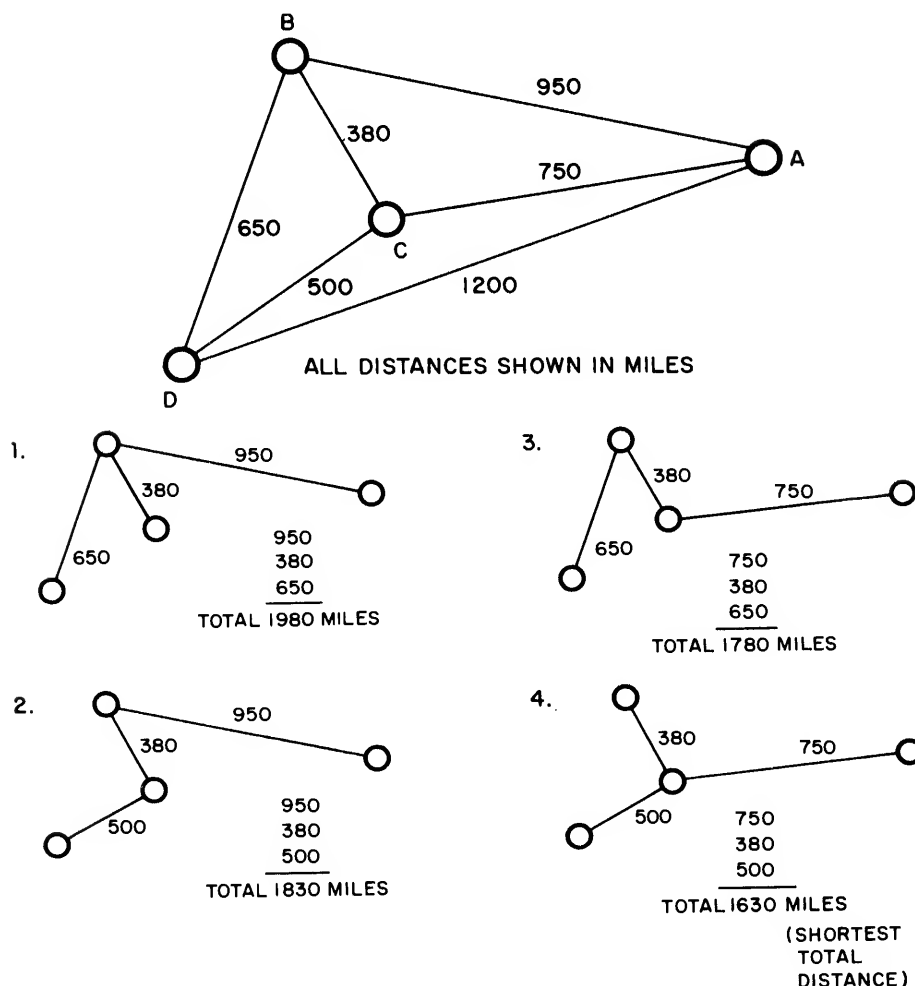 B
950
A
380
750
650
C
500
1200
D
ALL DISTANCES SHOWN IN MILES
1.
950
380
650
950
380
650
TOTAL 1980 MILES
2.
950
380
500
950
380
500
TOTAL 1830 MILES
3.
380
750
650
750
380
650
TOTAL 1780 MILES
4.
380
750
500
750
380
500
TOTAL 1630 MILES
(SHORTEST
TOTAL
DISTANCE)